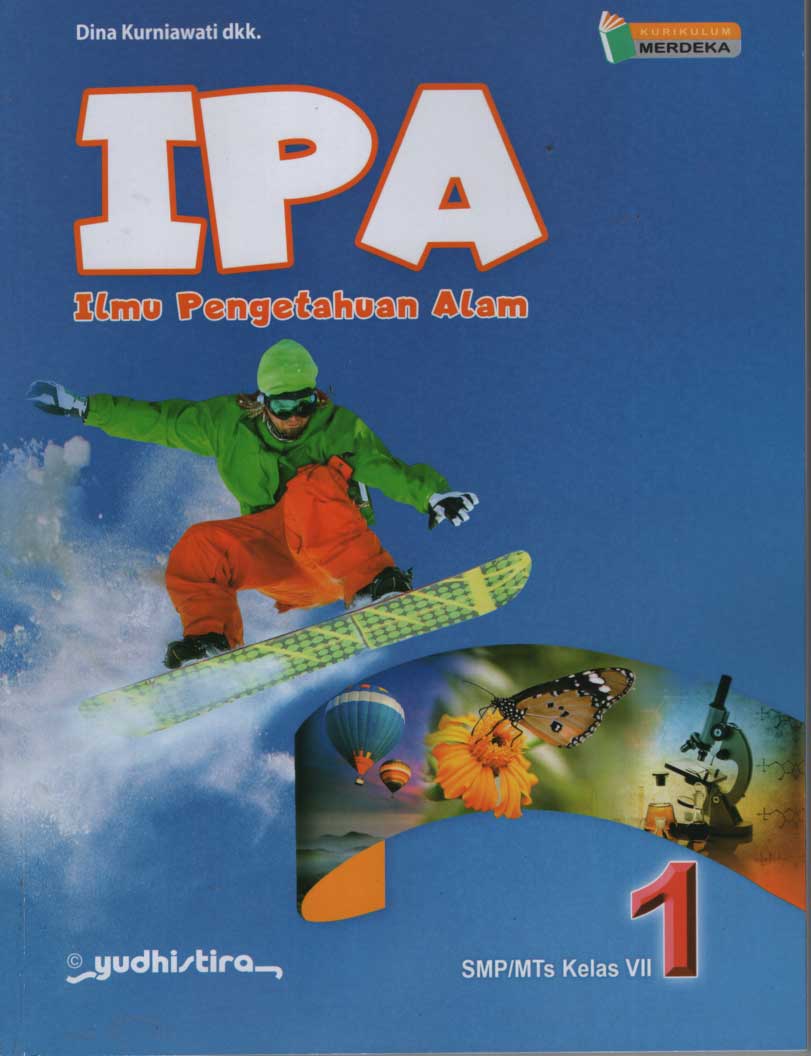 Dina Kurniawati dkk.
KURIKULUM
MERDEKA
IPA
Ilmu Pengetahuan Alam
© yudhistira
SMP/MTs Kelas VII
1